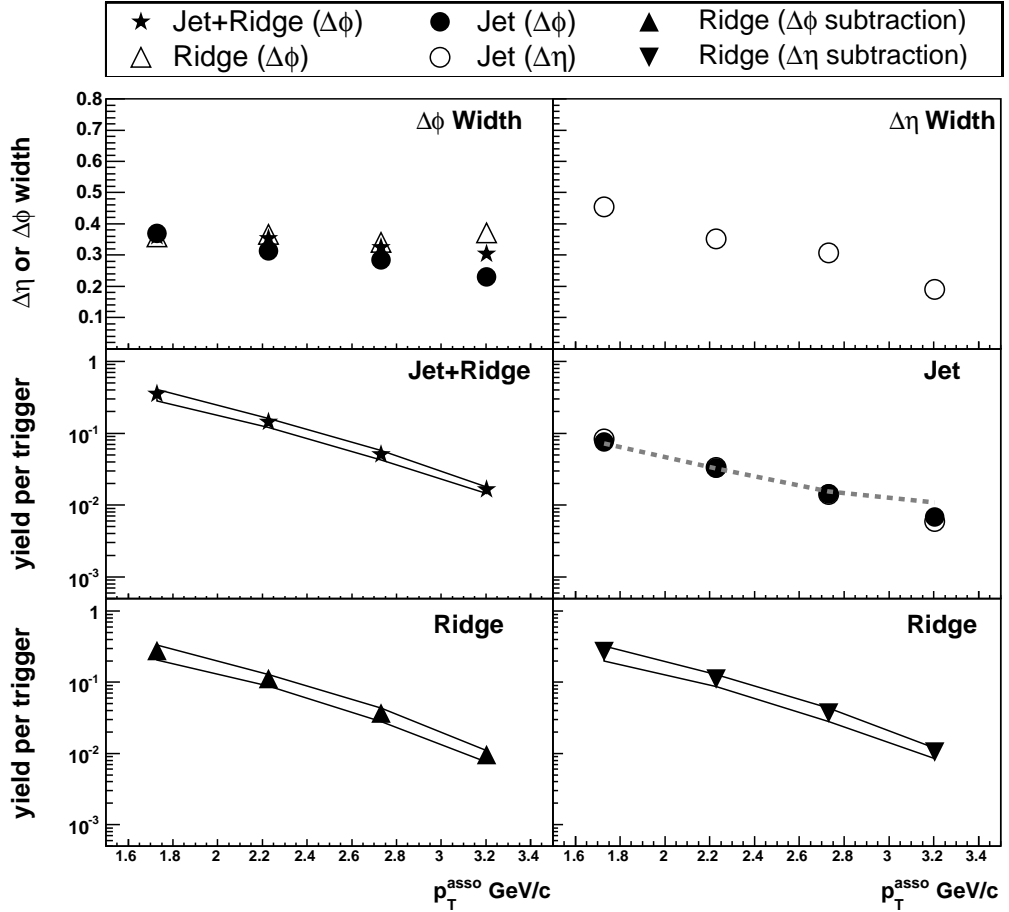 ★ Jet+Ridge (Δϕ) ● Jet (Δϕ) ▲ Ridge (Δϕ subtraction)
△ Ridge (Δϕ) ○ Jet (Δη) ▼ Ridge (Δη subtraction)
Δη or Δϕ width
0.8
0.7
0.6
0.5
0.4
0.3
0.2
0.1
Δϕ Width
Δη Width
yield per trigger
1
10^-1
10^-2
10^-3
Jet+Ridge
Jet
yield per trigger
1
10^-1
10^-2
10^-3
Ridge
Ridge
1.6 1.8 2 2.2 2.4 2.6 2.8 3 3.2 3.4
1.6 1.8 2 2.2 2.4 2.6 2.8 3 3.2 3.4
p_T^asso GeV/c
p_T^asso GeV/c